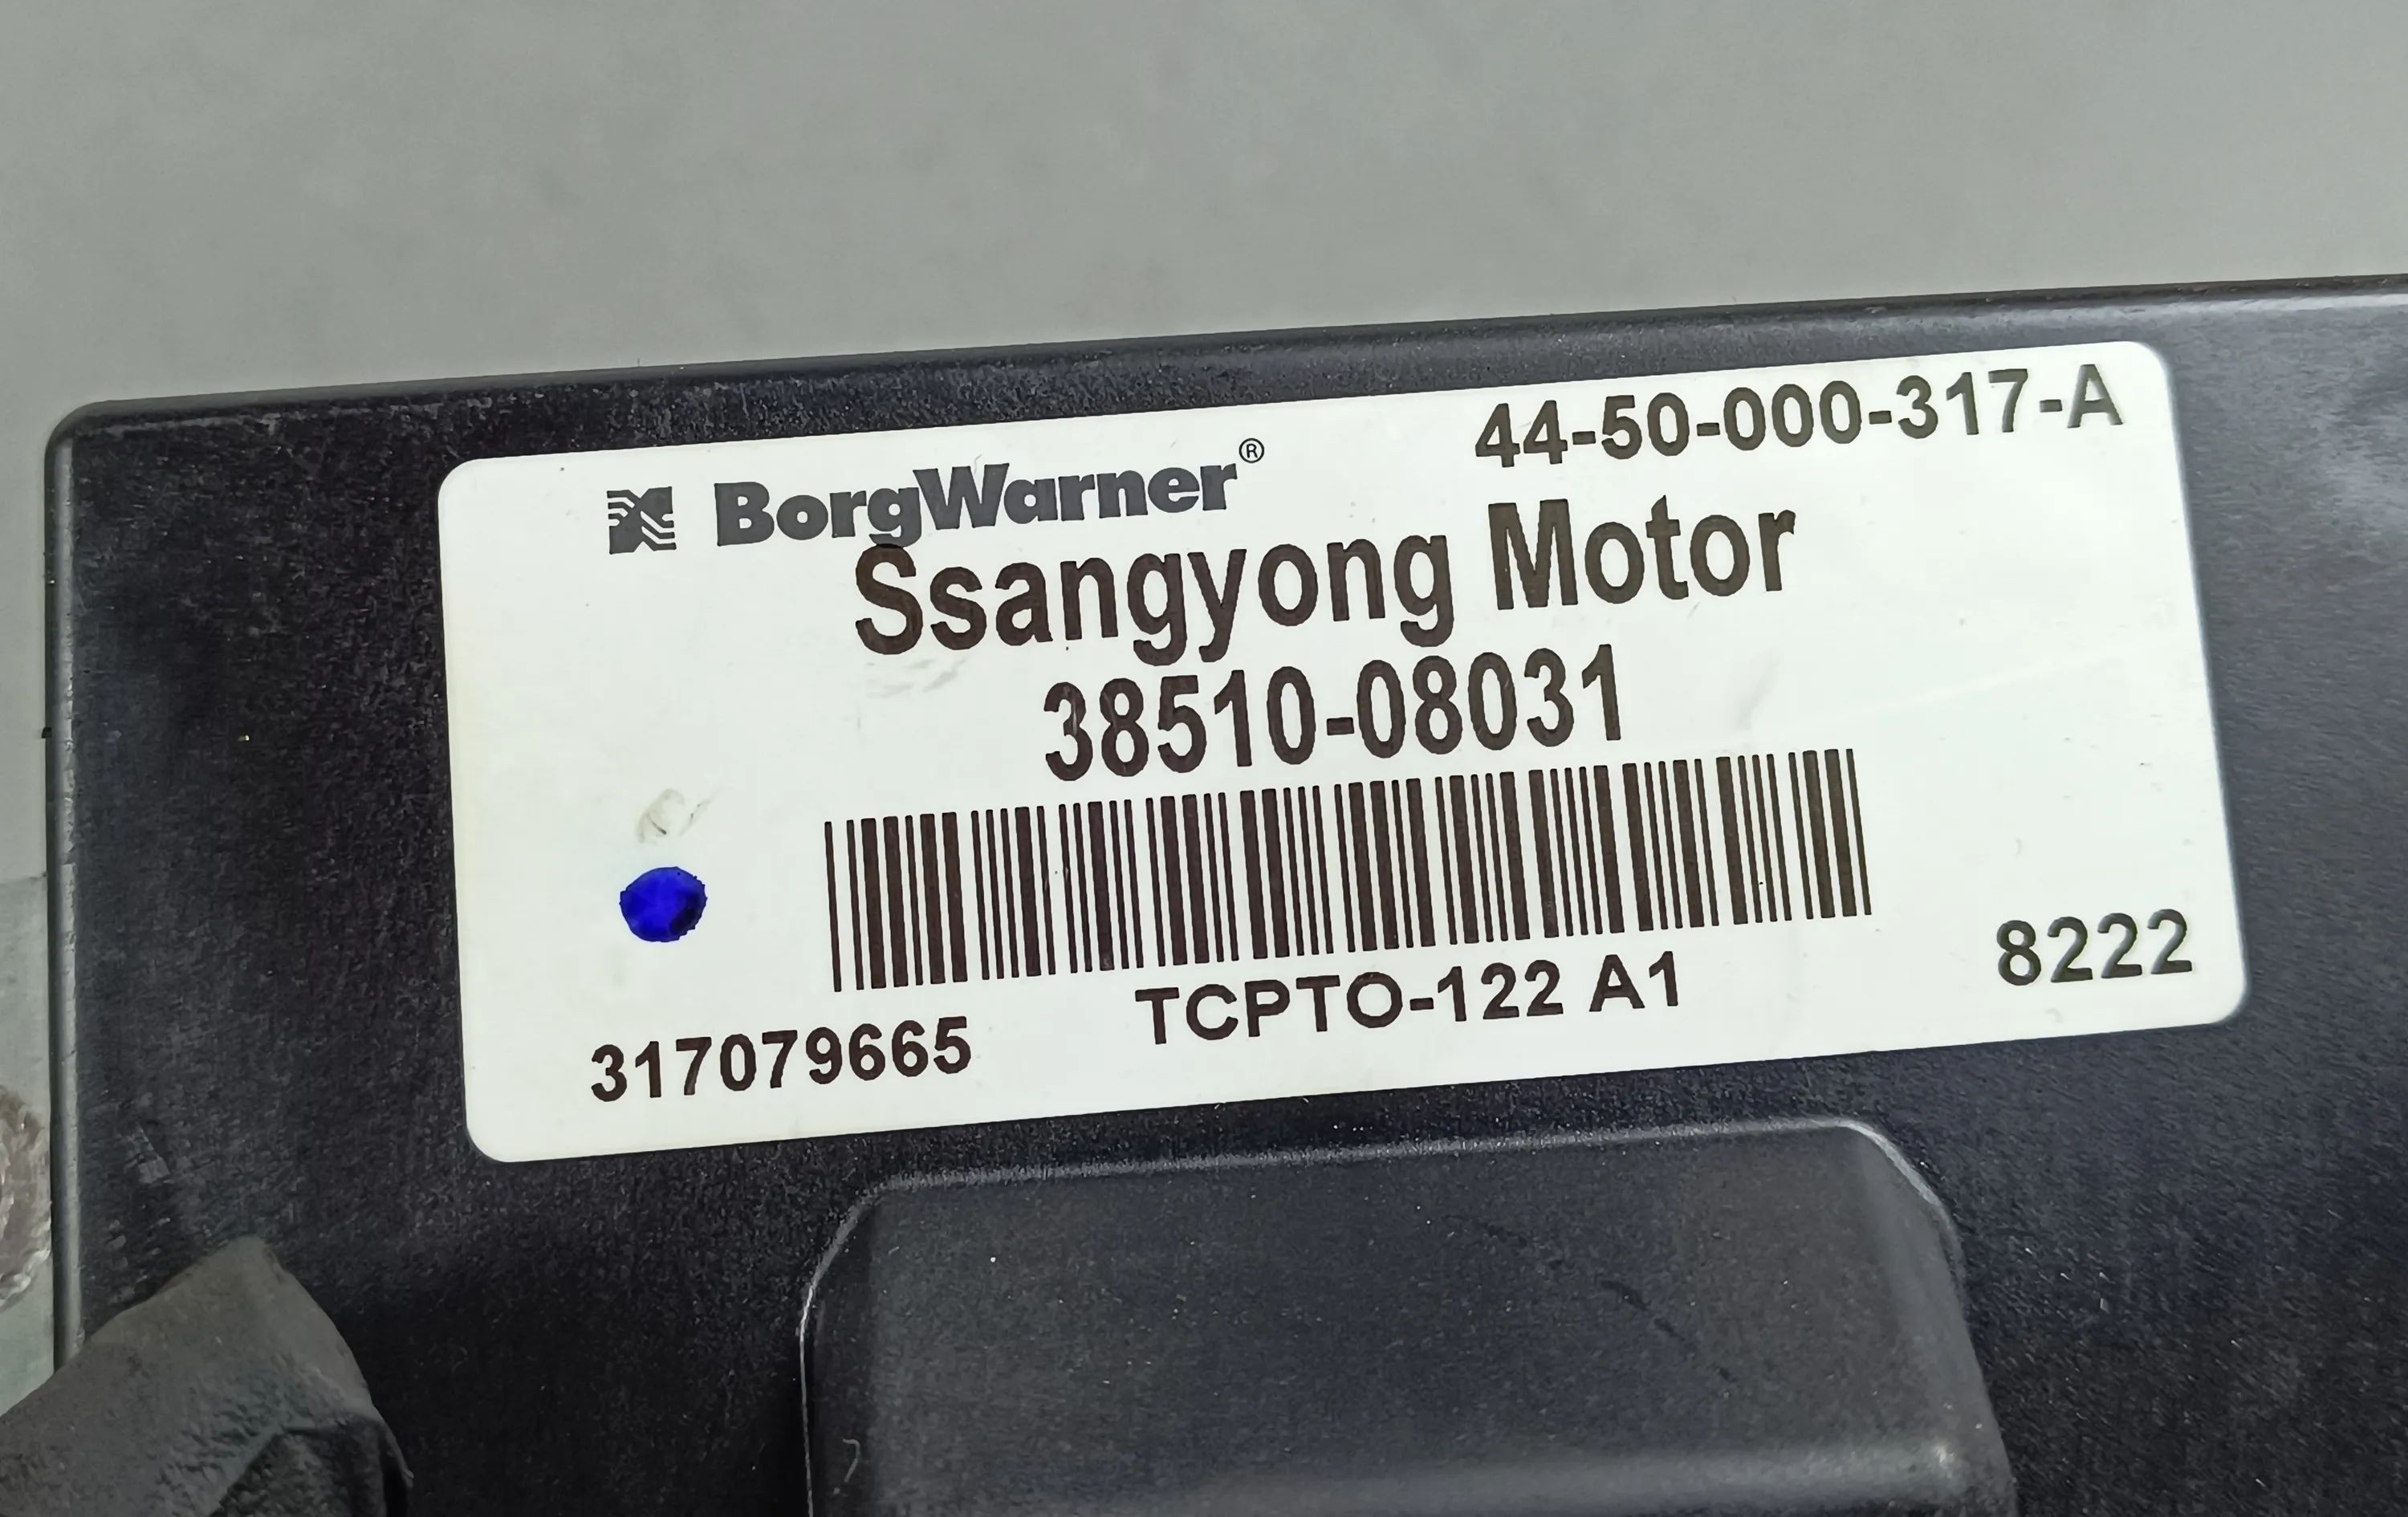 44-50-000-317-A
BorgWarner®
Ssangyong Motor
38510-08031
TCPTO-122 A1
8222
317079665